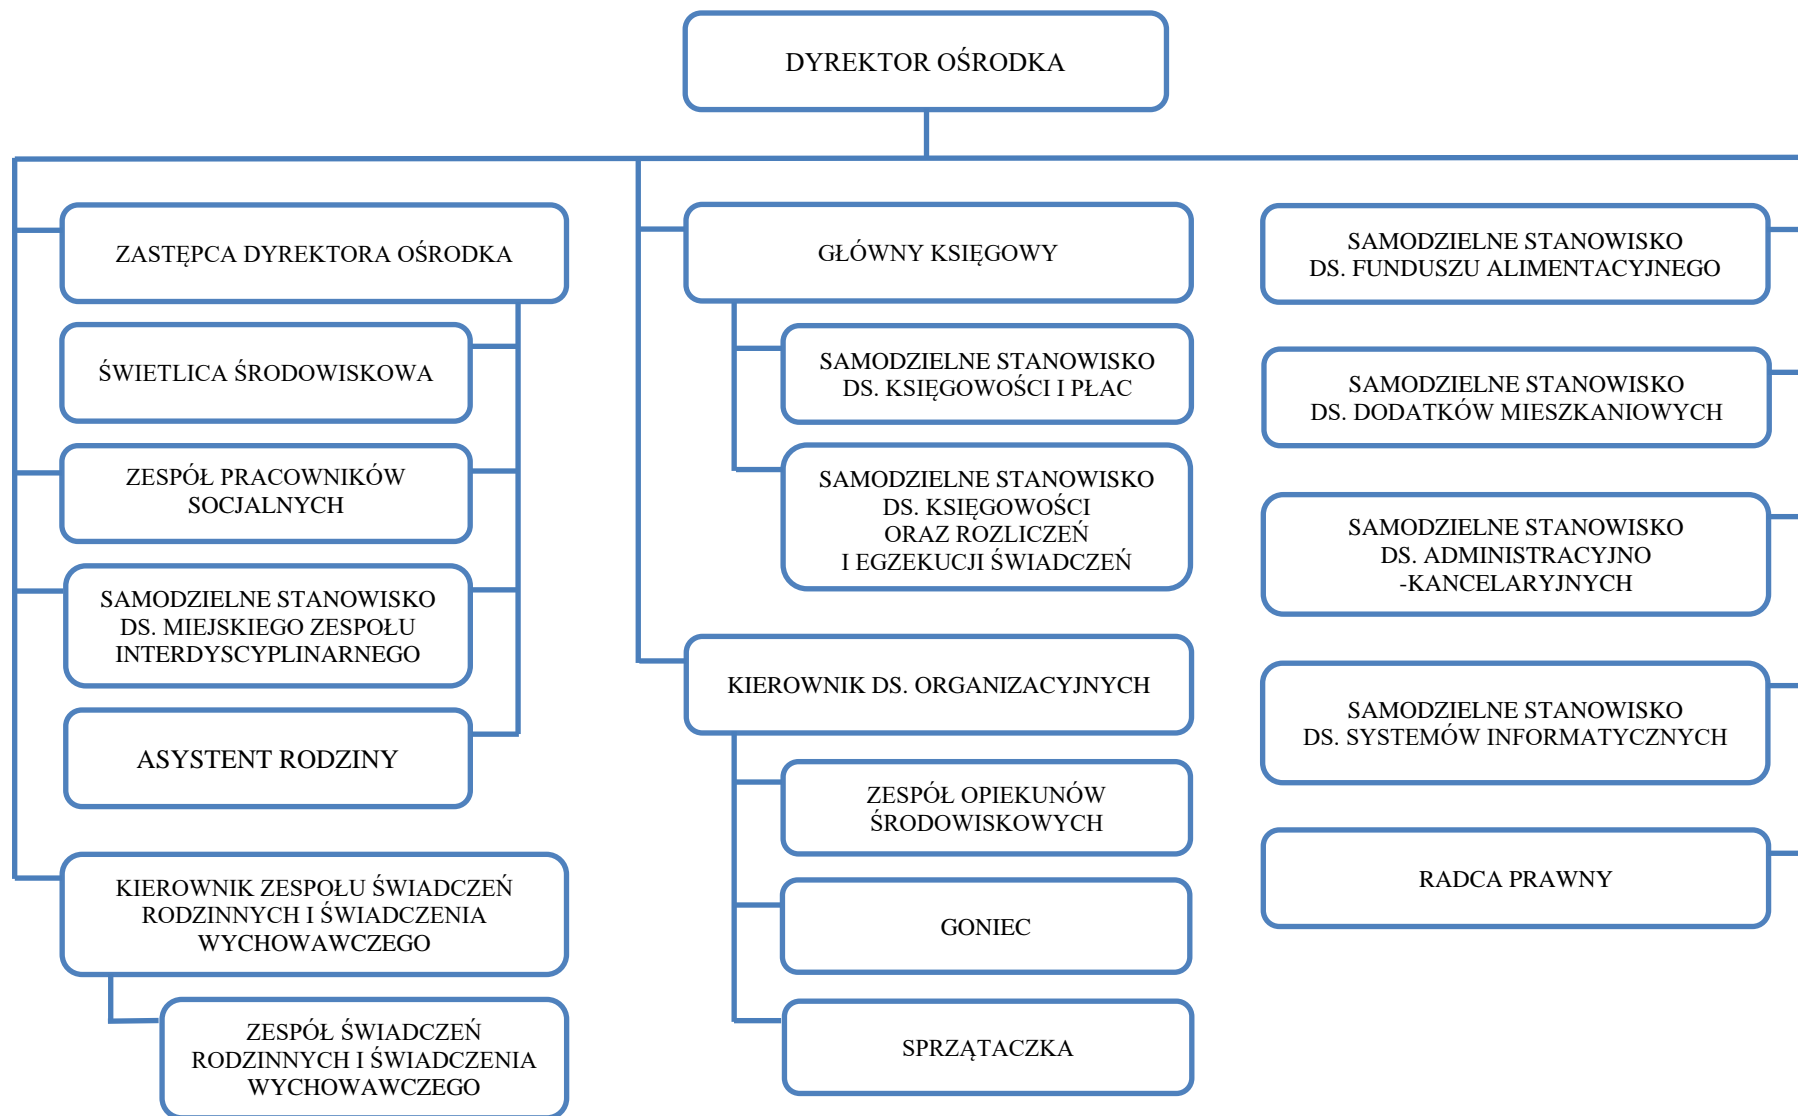 DYREKTOR OŚRODKA
ZASTĘPCA DYREKTORA OŚRODKA
ŚWIETLICA ŚRODOWISKOWA
ZESPÓŁ PRACOWNIKÓW
SOCJALNYCH
SAMODZIELNE STANOWISKO
DS. MIEJSKIEGO ZESPOŁU
INTERDYSCYPLINARNEGO
ASYSTENT RODZINY
KIEROWNIK ZESPOŁU ŚWIADCZEŃ
RODZINNYCH I ŚWIADCZENIA
WYCHOWAWCZEGO
ZESPÓŁ ŚWIADCZEŃ
RODZINNYCH I ŚWIADCZENIA
WYCHOWAWCZEGO
GŁÓWNY KSIĘGOWY
SAMODZIELNE STANOWISKO
DS. KSIĘGOWOŚCI I PŁAC
SAMODZIELNE STANOWISKO
DS. KSIĘGOWOŚCI
ORAZ ROZLICZEŃ
I EGZEKUCJI ŚWIADCZEŃ
KIEROWNIK DS. ORGANIZACYJNYCH
ZESPÓŁ OPIEKUNÓW
ŚRODOWISKOWYCH
GONIEC
SPRZĄTACZKA
SAMODZIELNE STANOWISKO
DS. FUNDUSZU ALIMENTACYJNEGO
SAMODZIELNE STANOWISKO
DS. DODATKÓW MIESZKANIOWYCH
SAMODZIELNE STANOWISKO
DS. ADMINISTRACYJNO
-KANCELARYJNYCH
SAMODZIELNE STANOWISKO
DS. SYSTEMÓW INFORMATYCZNYCH
RADCA PRAWNY